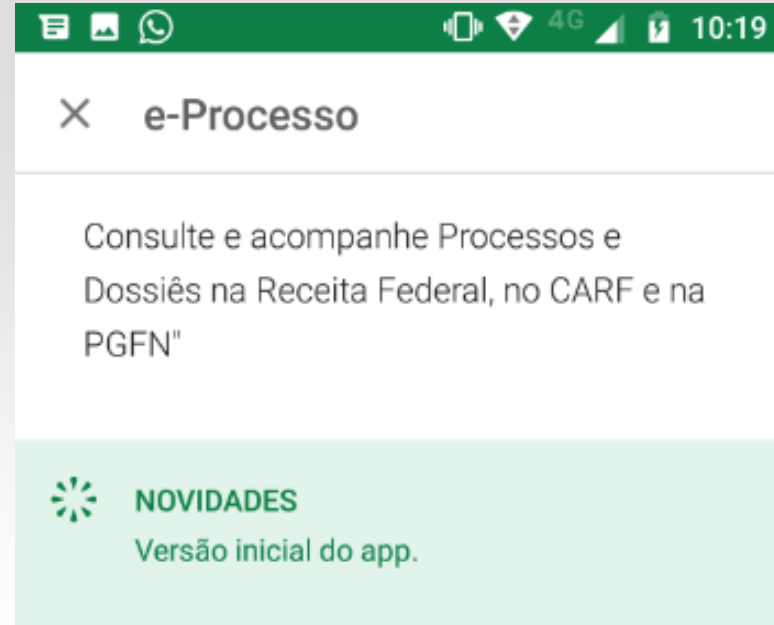 4G 10:19
e-Processo
Consulte e acompanhe Processos e
Dossiês na Receita Federal, no CARF e na
PGFN"
NOVIDADES
Versão inicial do app.